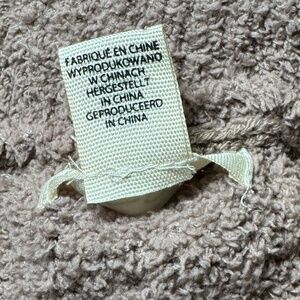 FABRIQUÉ EN CHINE
WYPRODUKOWANO
W CHINACH
HERGESTELLT
IN CHINA
GEPRODUCEERD
IN CHINA